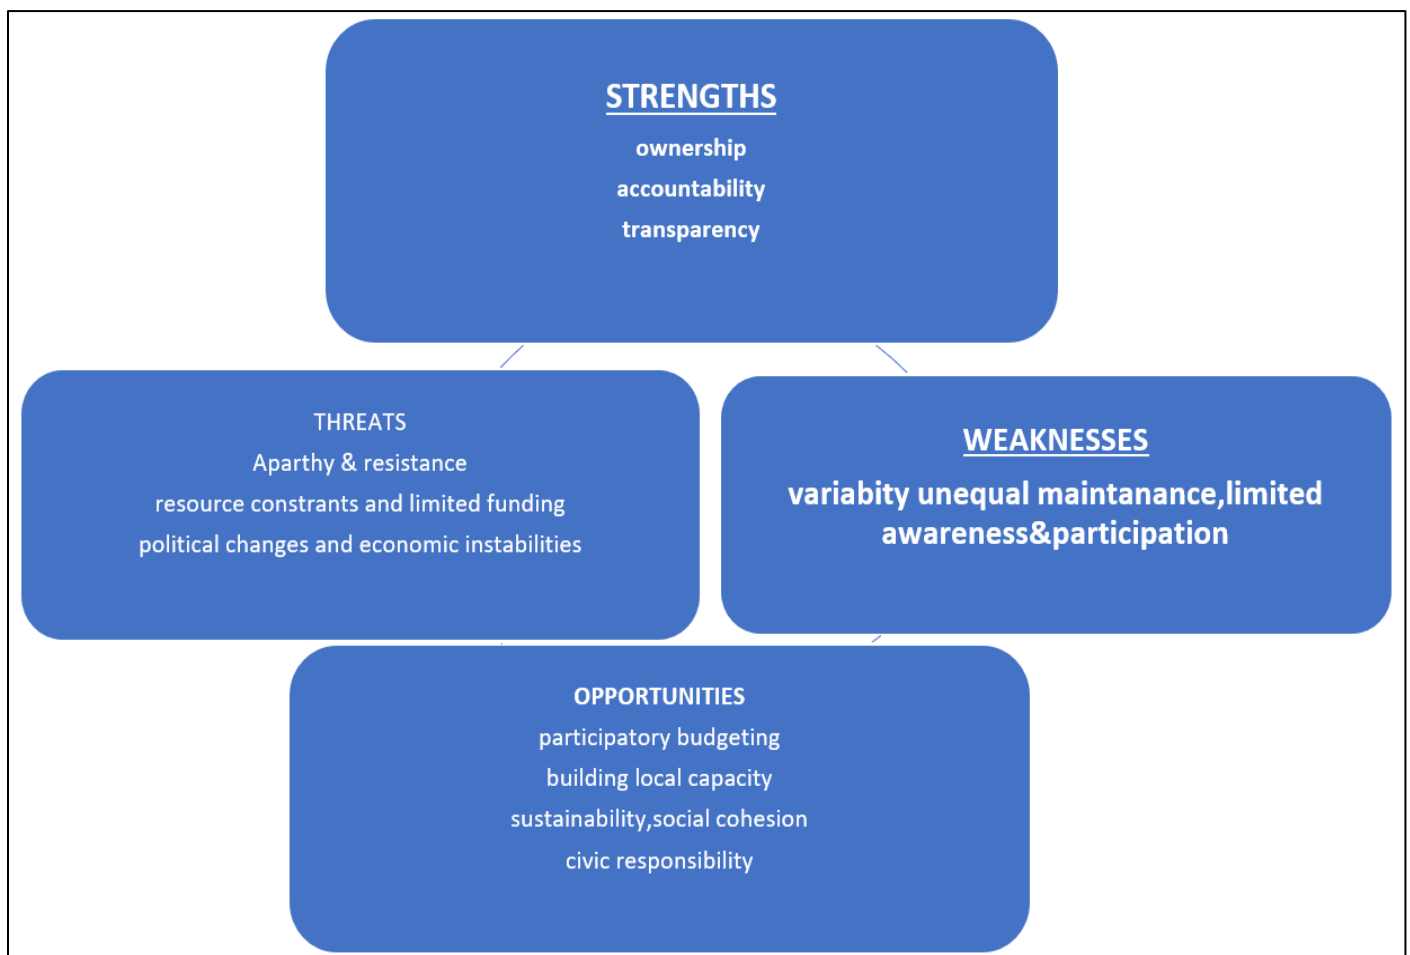 STRENGTHS
ownership
accountability
transparency
THREATS
Aparthy & resistance
resource constrants and limited funding
political changes and economic instabilities
WEAKNESSES
variabity unequal maintanance,limited
awareness&participation
OPPORTUNITIES
participatory budgeting
building local capacity
sustainability,social cohesion
civic responsibility